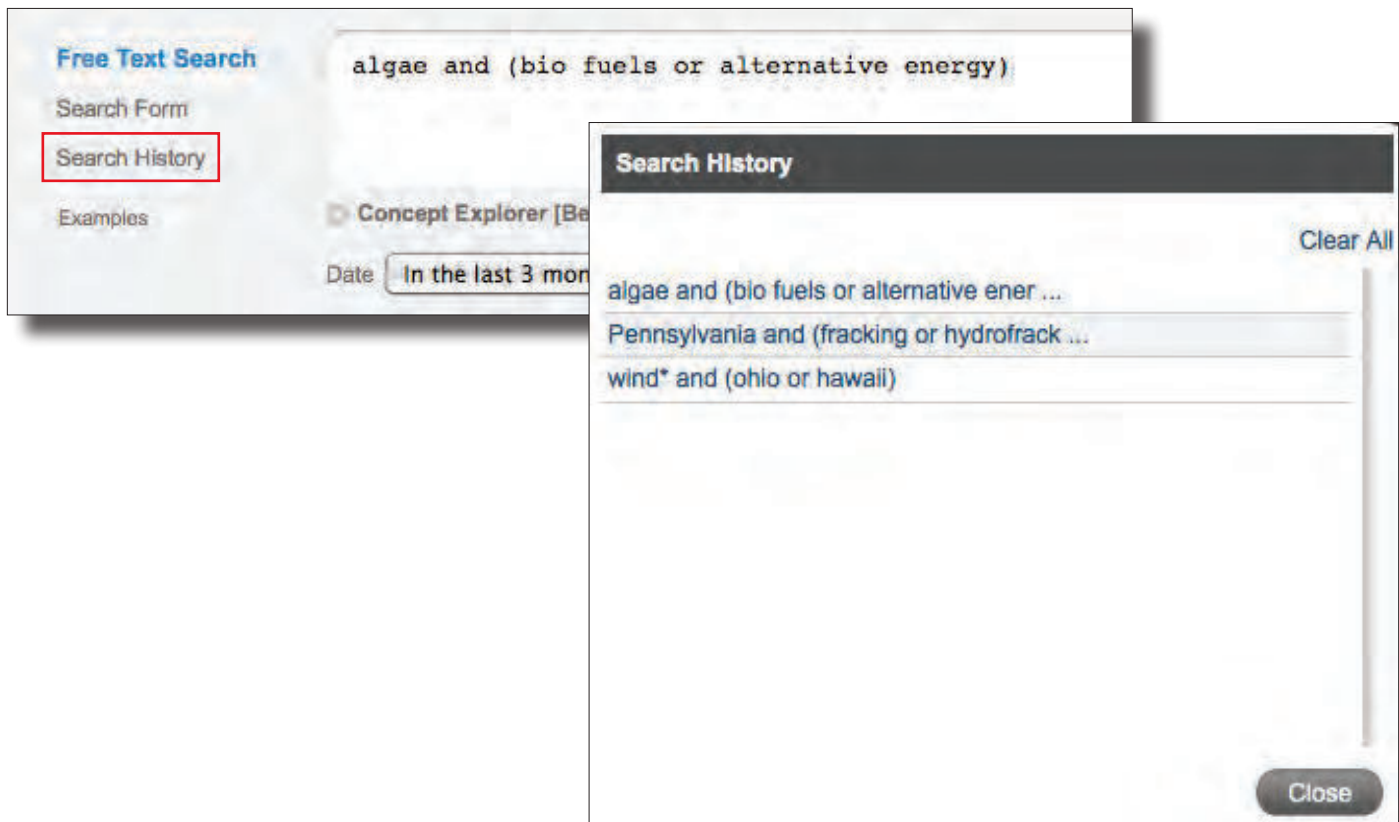 Free Text Search
algae and (bio fuels or alternative energy)
Search Form
Search History
Examples
Concept Explorer [Be
Date
In the last 3 mon
Search History
Clear All
algae and (bio fuels or alternative ener ...
Pennsylvania and (fracking or hydrofrack ...
wind* and (ohio or hawaii)
Close